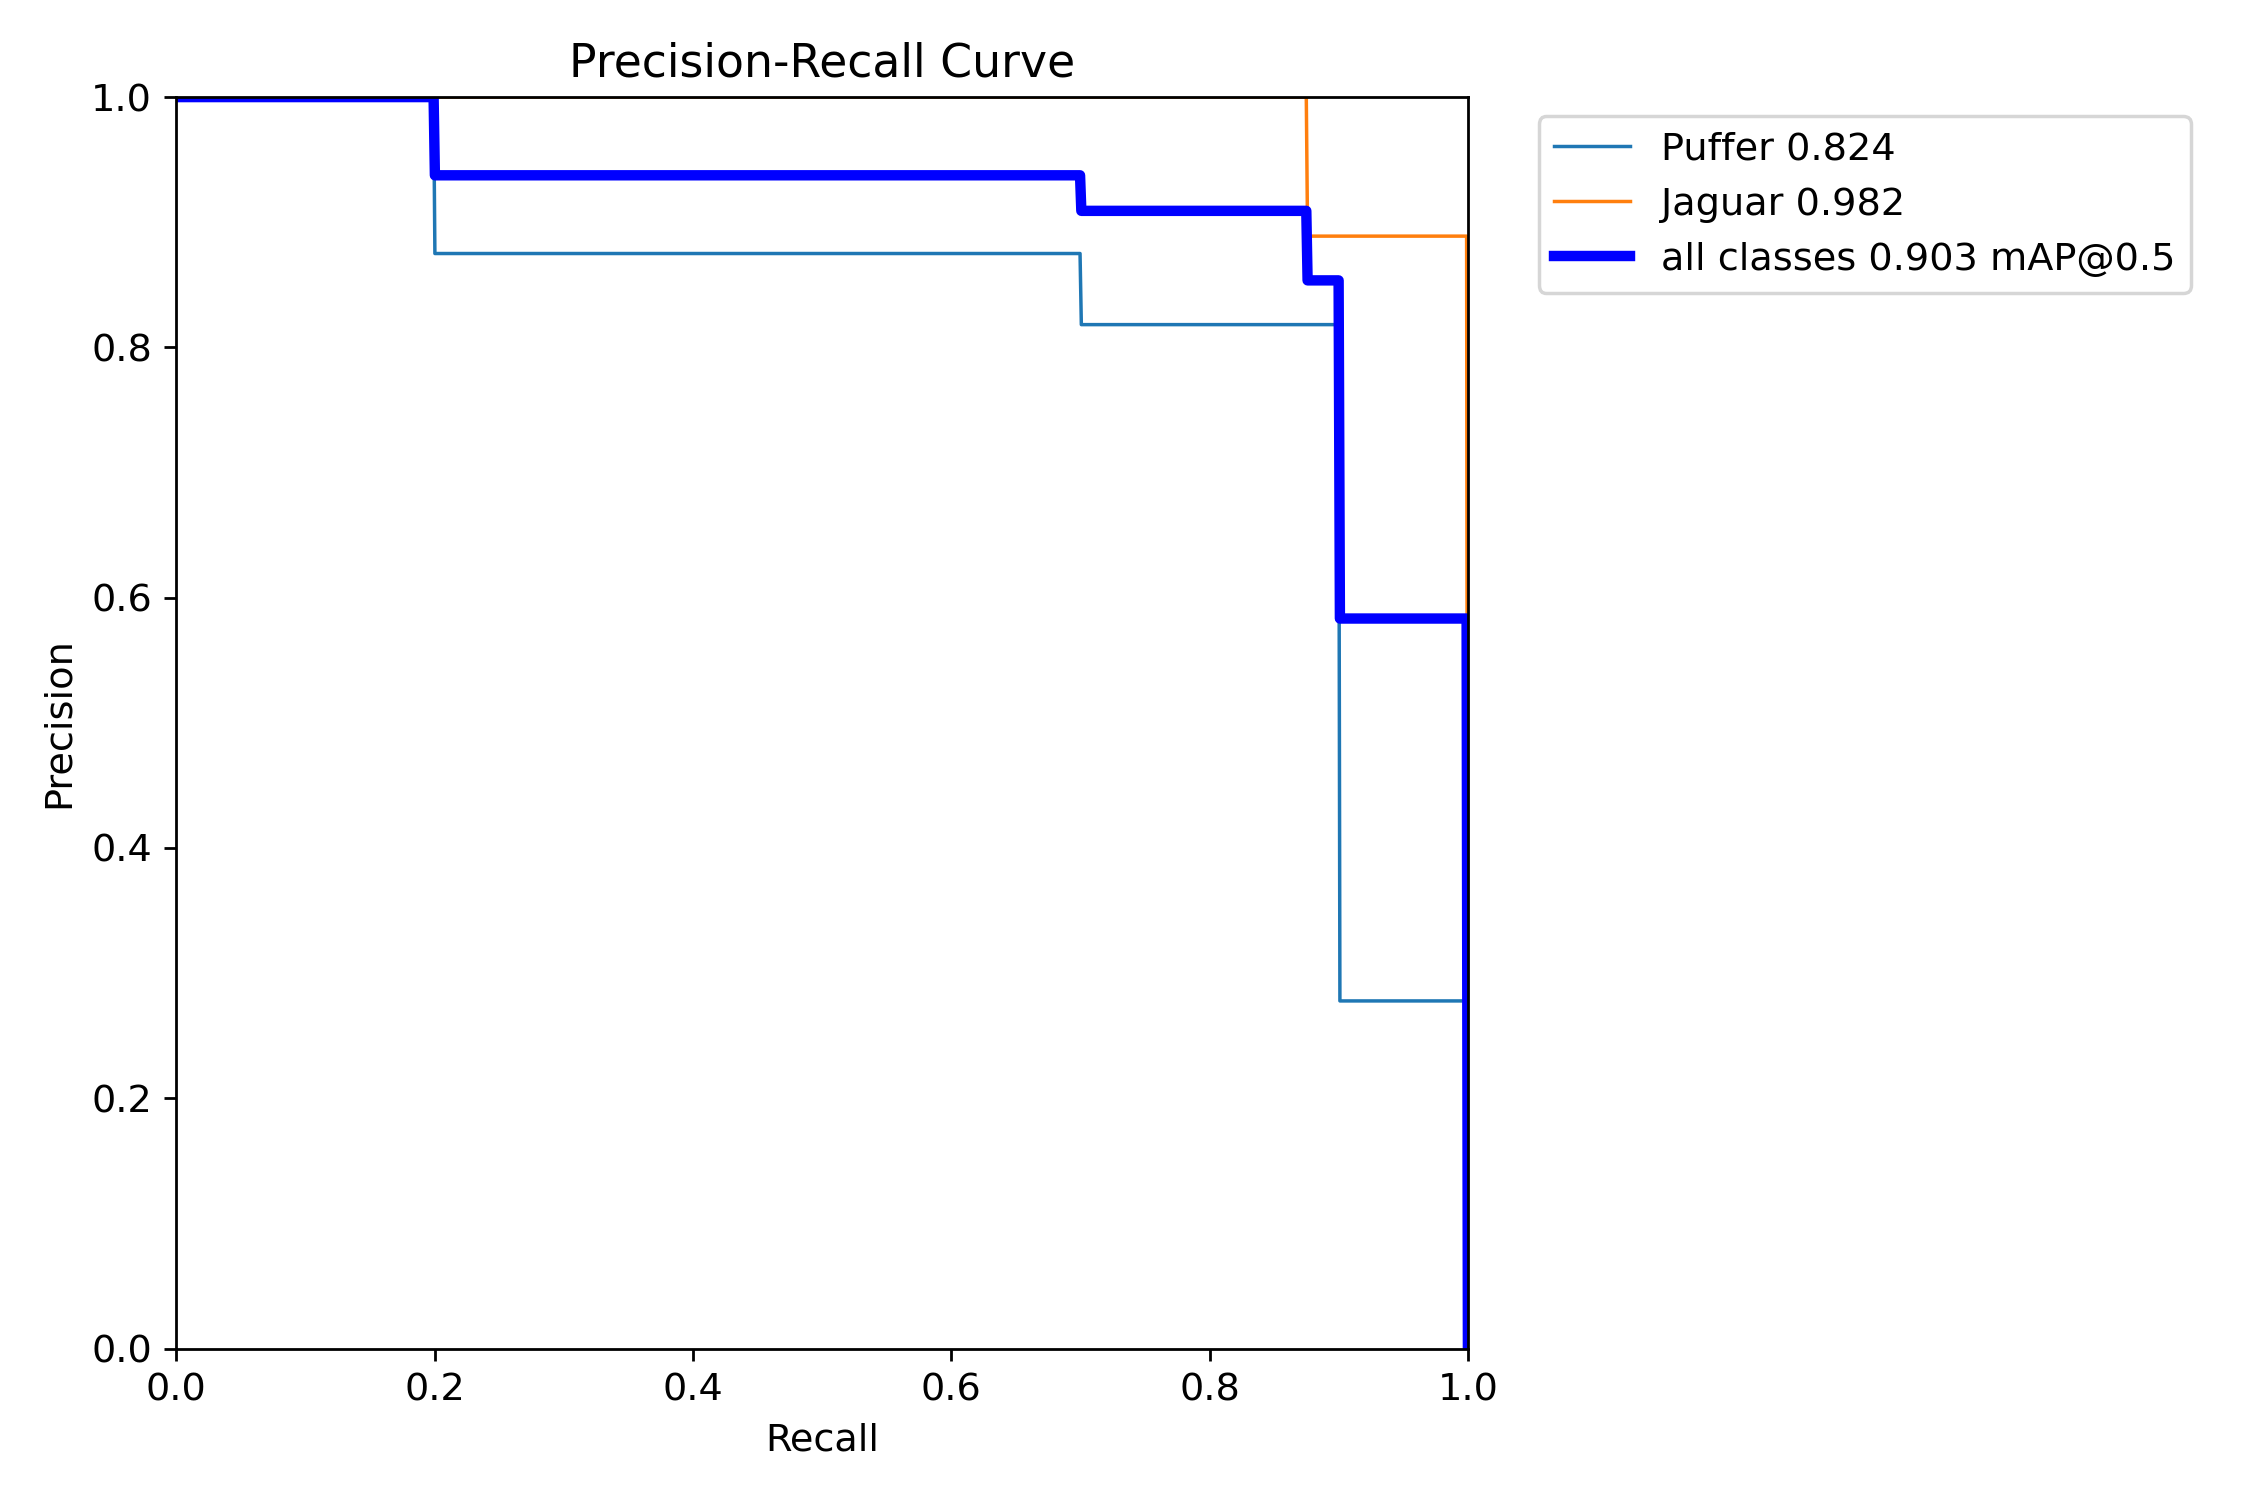 Precision-Recall Curve
1.0
0.8
0.6
0.4
0.2
0.0
Precision
0.0 0.2 0.4 0.6 0.8 1.0
Recall
Puffer 0.824
Jaguar 0.982
all classes 0.903 mAP@0.5